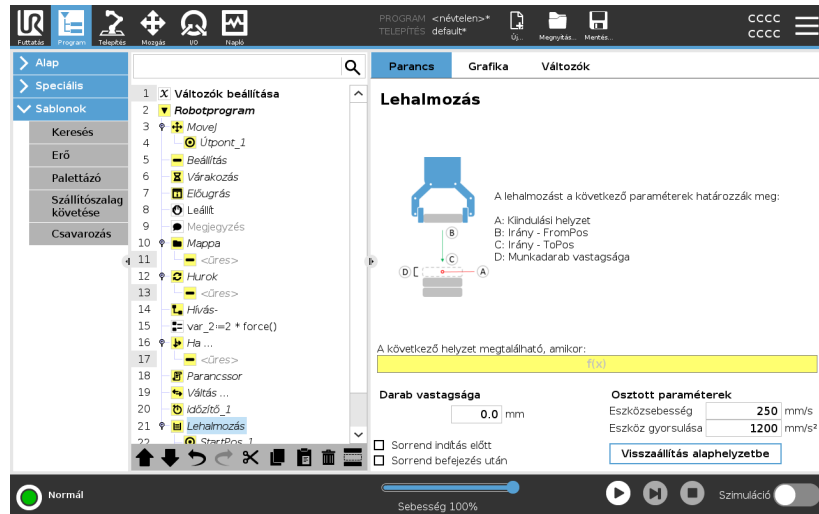 PROGRAM <névtelen>*
TELEPÍTÉS default*
CCCC
CCCC
Futtatás Program Telepítés Mozgás I/O Napló
Új... Megnyitás... Mentés...
Alap
Speciális
Sablonok
Keresés
Erő
Palettázó
Szállítószalag
követése
Csavarozás
1 X Változók beállítása
2 Robotprogram
3 MoveJ
4 Útpont_1
5 Beállítás
6 Várakozás
7 Előugrás
8 Leállít
9 Megjegyzés
10 Mappa
11 <üres>
12 Hurok
13 <üres>
14 Hívás-
15 var_2≔2 * force()
16 Ha ...
17 <üres>
18 Parancssor
19 Váltás ...
20 időzítő_1
21 Lehalmozás
22 StartPos_1
Parancs Grafika Változók
Lehalmozás
A lehalmozást a következő paraméterek határozzák meg:
A: Kiindulási helyzet
B: Irány - FromPos
C: Irány - ToPos
D: Munkadarab vastagsága
B
C
D
A
A következő helyzet megtalálható, amikor:
f(x)
Darab vastagsága
0.0 mm
Sorrend indítás előtt
Sorrend befejezés után
Osztott paraméterek
Eszközsebesség 250 mm/s
Eszköz gyorsulása 1200 mm/s²
Visszaállítás alaphelyzetbe
Normál
Sebesség 100%
Szimuláció